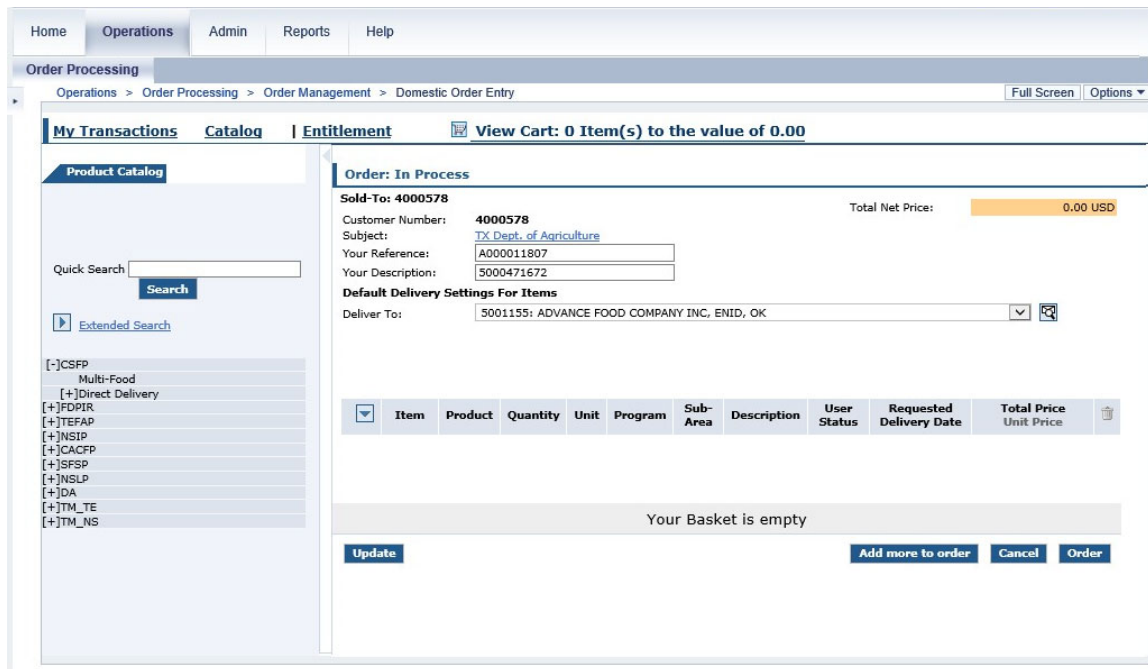 Home Operations Admin Reports Help
Order Processing
Operations > Order Processing > Order Management > Domestic Order Entry Full Screen Options
My Transactions Catalog | Entitlement View Cart: 0 Item(s) to the value of 0.00
Product Catalog
Quick Search
Search
Extended Search
[-]CSFP
Multi-Food
[+]Direct Delivery
[+]FDPIR
[+]TEFAP
[+]NSIP
[+]CACFP
[+]SFSP
[+]NSLP
[+]DA
[+]TM_TE
[+]TM_NS
Order: In Process
Sold-To: 4000578
Total Net Price: 0.00 USD
Customer Number: 4000578
Subject: TX Dept. of Agriculture
Your Reference: A000011807
Your Description: 5000471672
Default Delivery Settings For Items
Deliver To: 5001155: ADVANCE FOOD COMPANY INC, ENID, OK
Item Product Quantity Unit Program Sub-Area Description User Status Requested Delivery Date Total Price Unit Price
Your Basket is empty
Update Add more to order Cancel Order